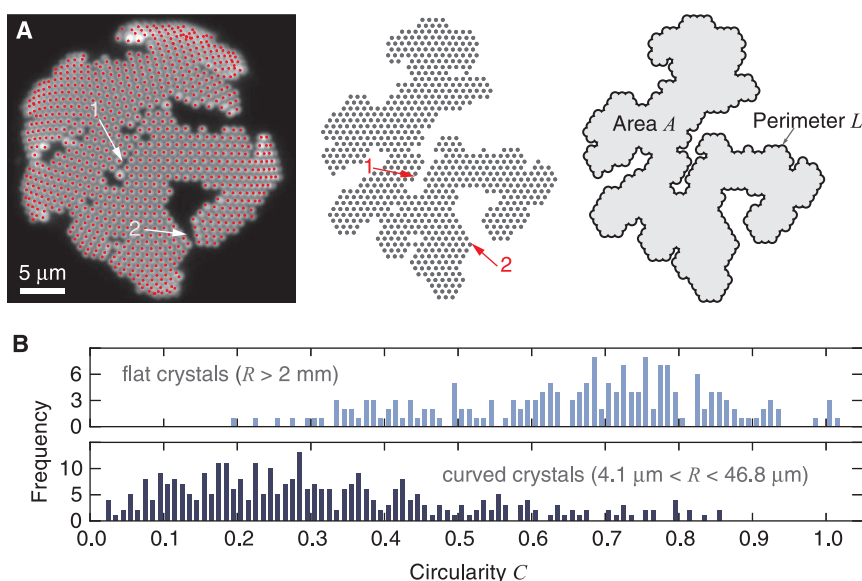 A
1
2
5 μm
1
2
Area A
Perimeter L
B
Frequency
6
3
0
flat crystals (R > 2 mm)
10
5
0
curved crystals (4.1 μm < R < 46.8 μm)
0.0 0.1 0.2 0.3 0.4 0.5 0.6 0.7 0.8 0.9 1.0
Circularity C